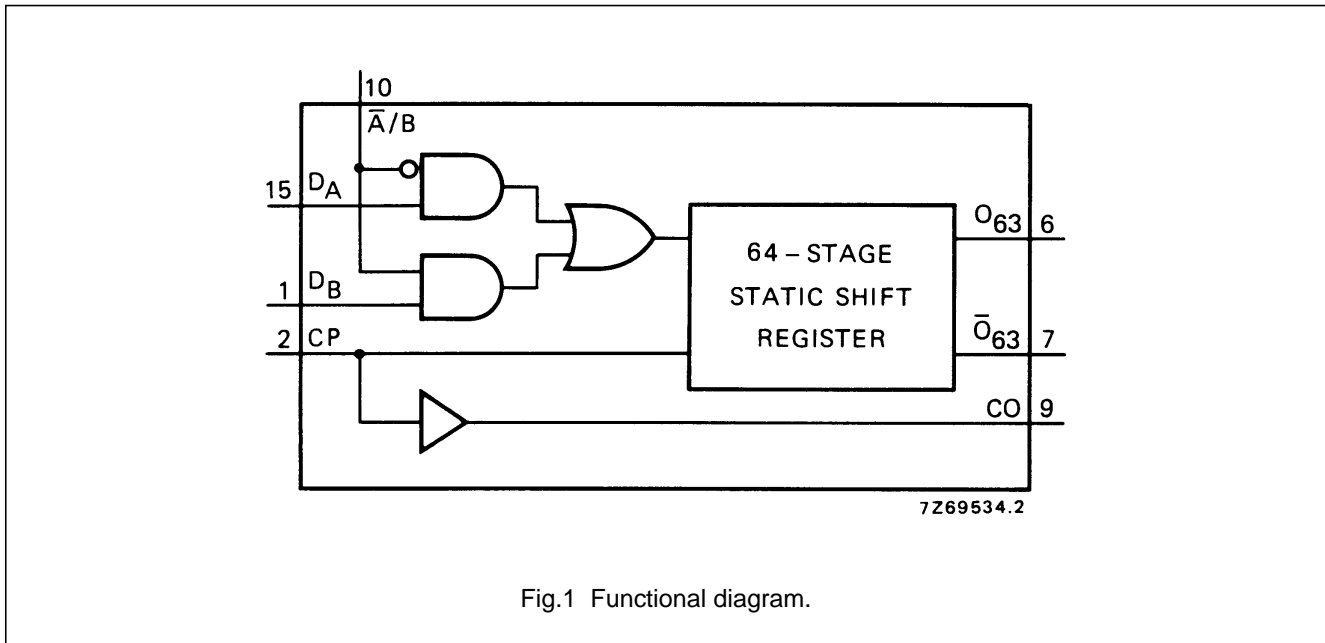 10
A̅/B
15 DA
1 DB
2 CP
64 – STAGE
STATIC SHIFT
REGISTER
O63 6
O̅63 7
CO 9
7Z69534.2
Fig.1 Functional diagram.